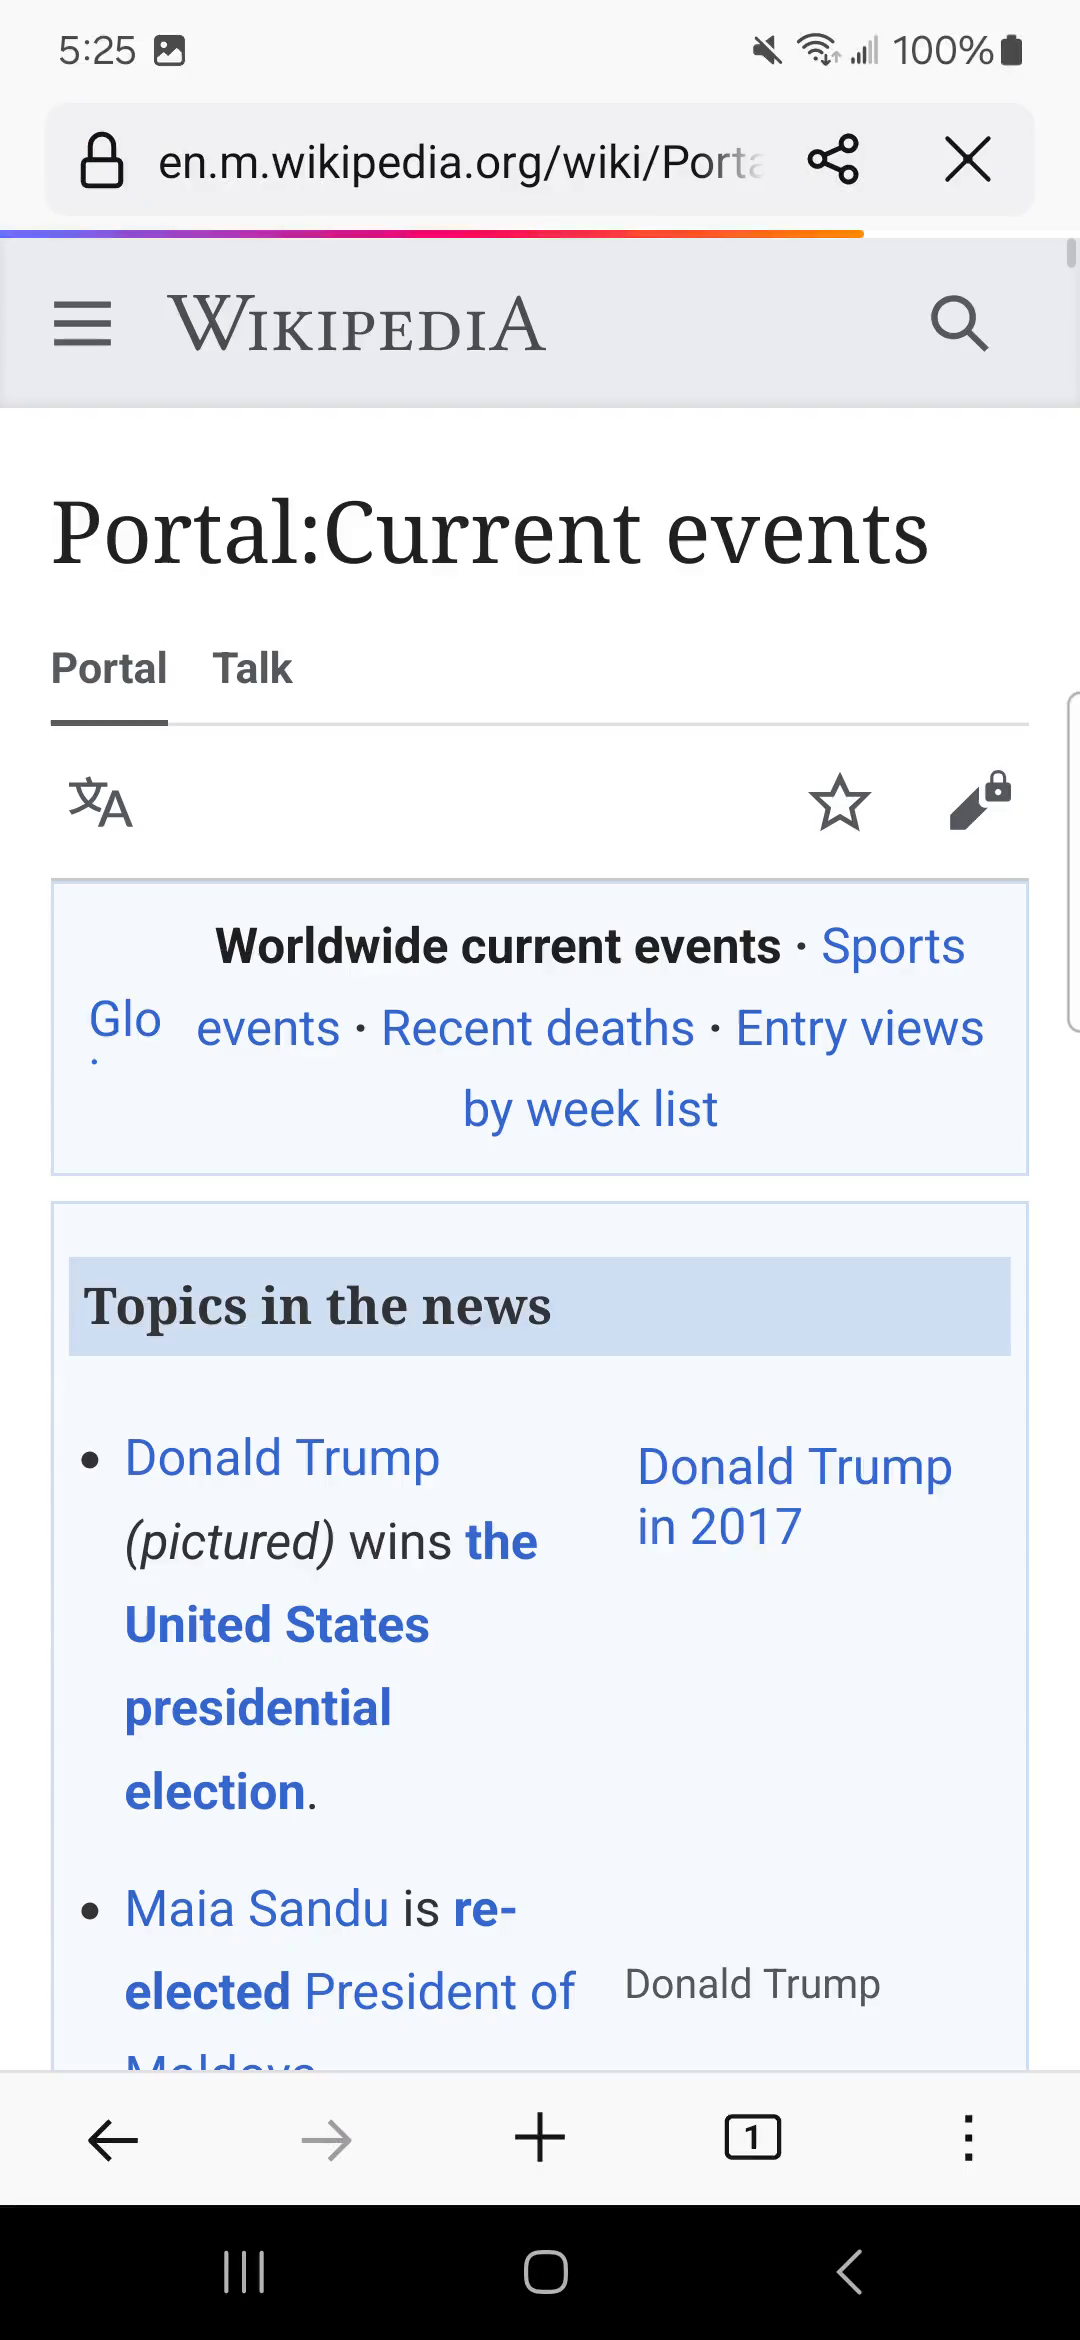 5:25
100%
en.m.wikipedia.org/wiki/Porta
WIKIPEDIA
Portal:Current events
Portal Talk
Worldwide current events · Sports
Glo events · Recent deaths · Entry views
by week list
Topics in the news
Donald Trump
(pictured) wins the
United States
presidential
election.
Donald Trump
in 2017
Maia Sandu is re-
elected President of
Donald Trump
1